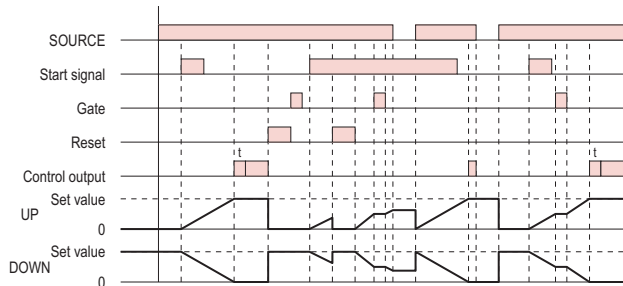 SOURCE
Start signal
Gate
Reset
t
t
Control output
Set value
UP
0
Set value
DOWN
0